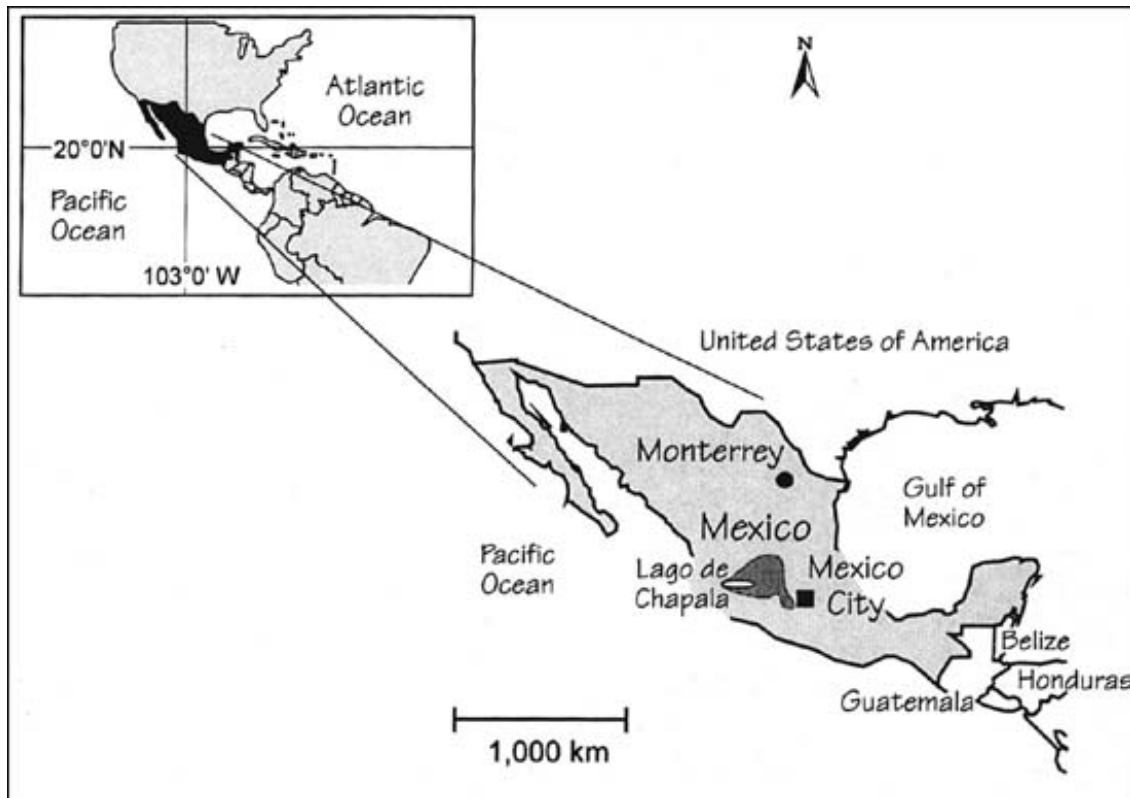 Atlantic
Ocean
20°0'N
Pacific
Ocean
103°0' W
N
United States of America
Monterrey
Gulf of
Mexico
Mexico
Pacific
Ocean
Lago de
Chapala
Mexico
City
Belize
Honduras
Guatemala
1,000 km